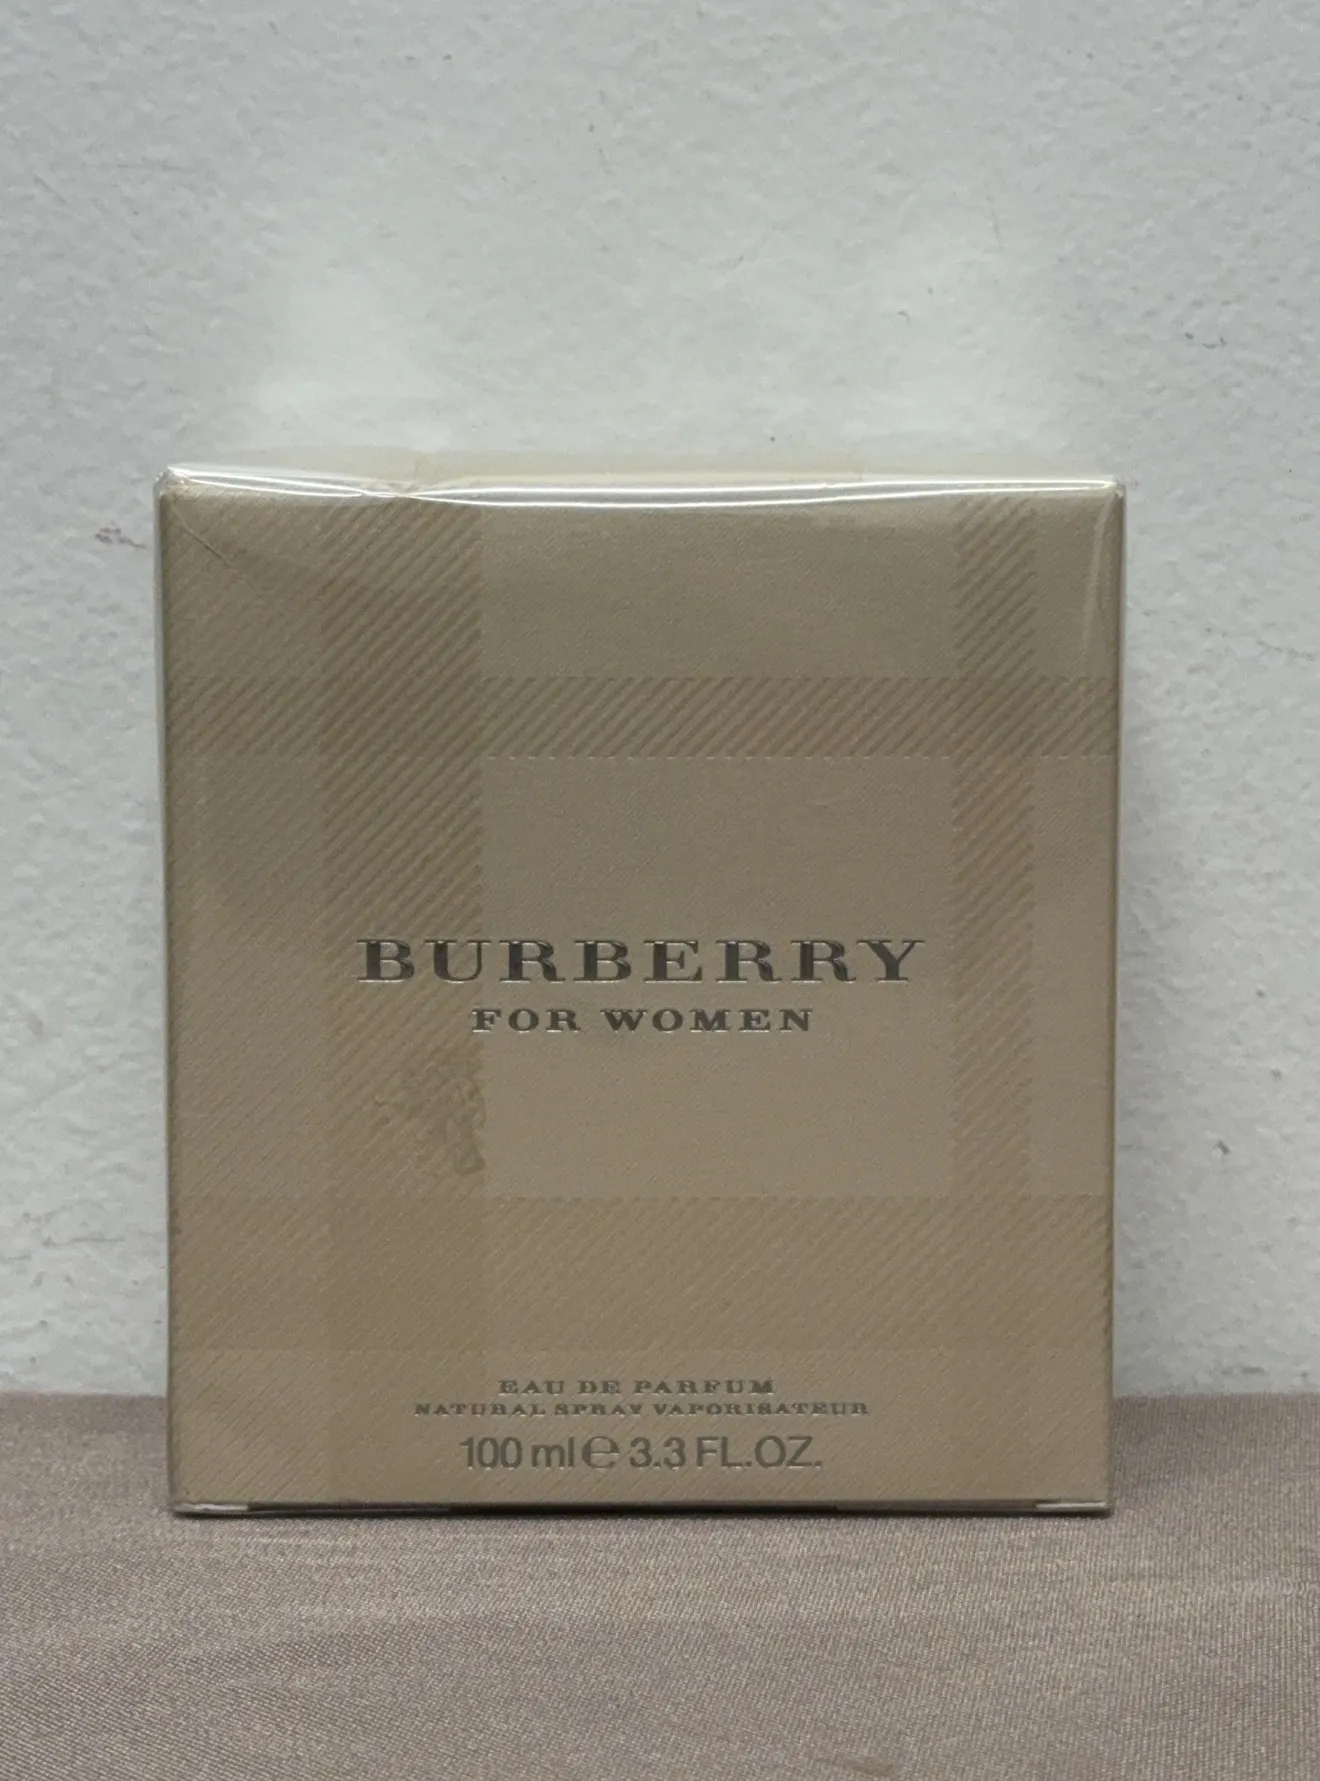 BURBERRY
FOR WOMEN
EAU DE PARFUM
NATURAL SPRAY VAPORISATEUR
100 ml ℮ 3.3 FL.OZ.